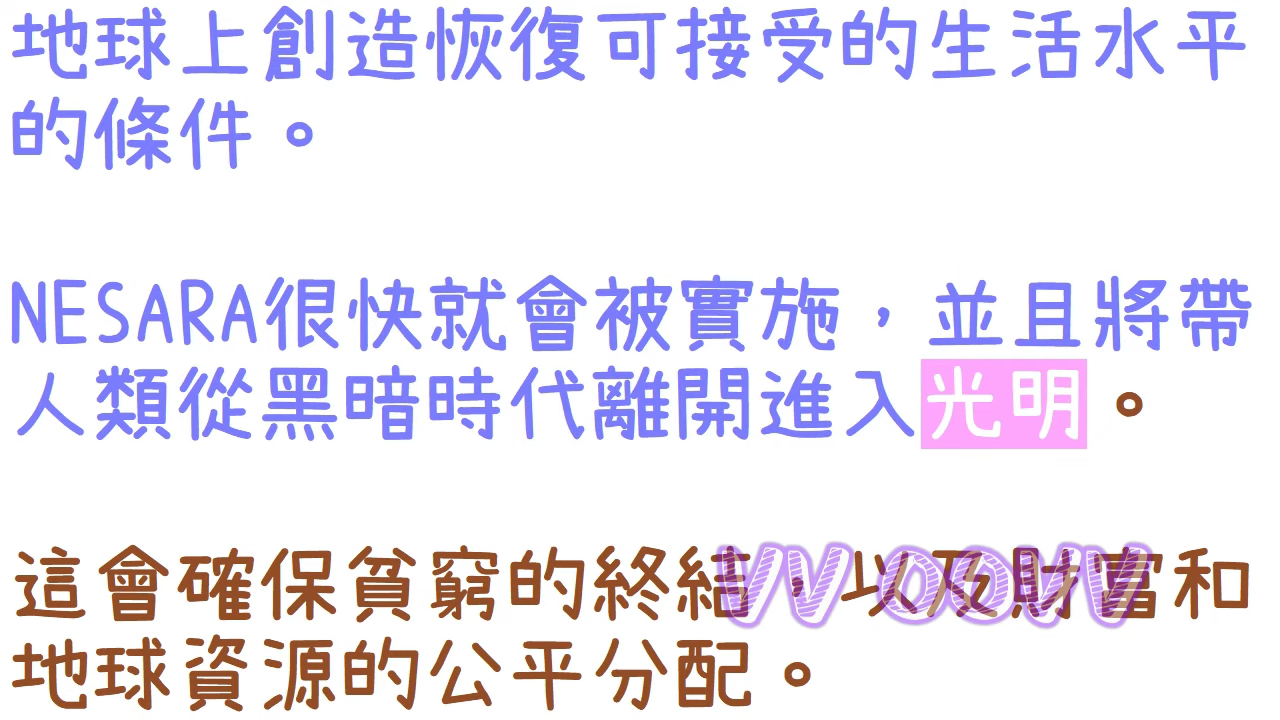 地球上創造恢復可接受的生活水平
的條件。
NESARA很快就會被實施，並且將帶
人類從黑暗時代離開進入光明。
這會確保貧窮的終結，以及財富和
地球資源的公平分配。
VV OOVV